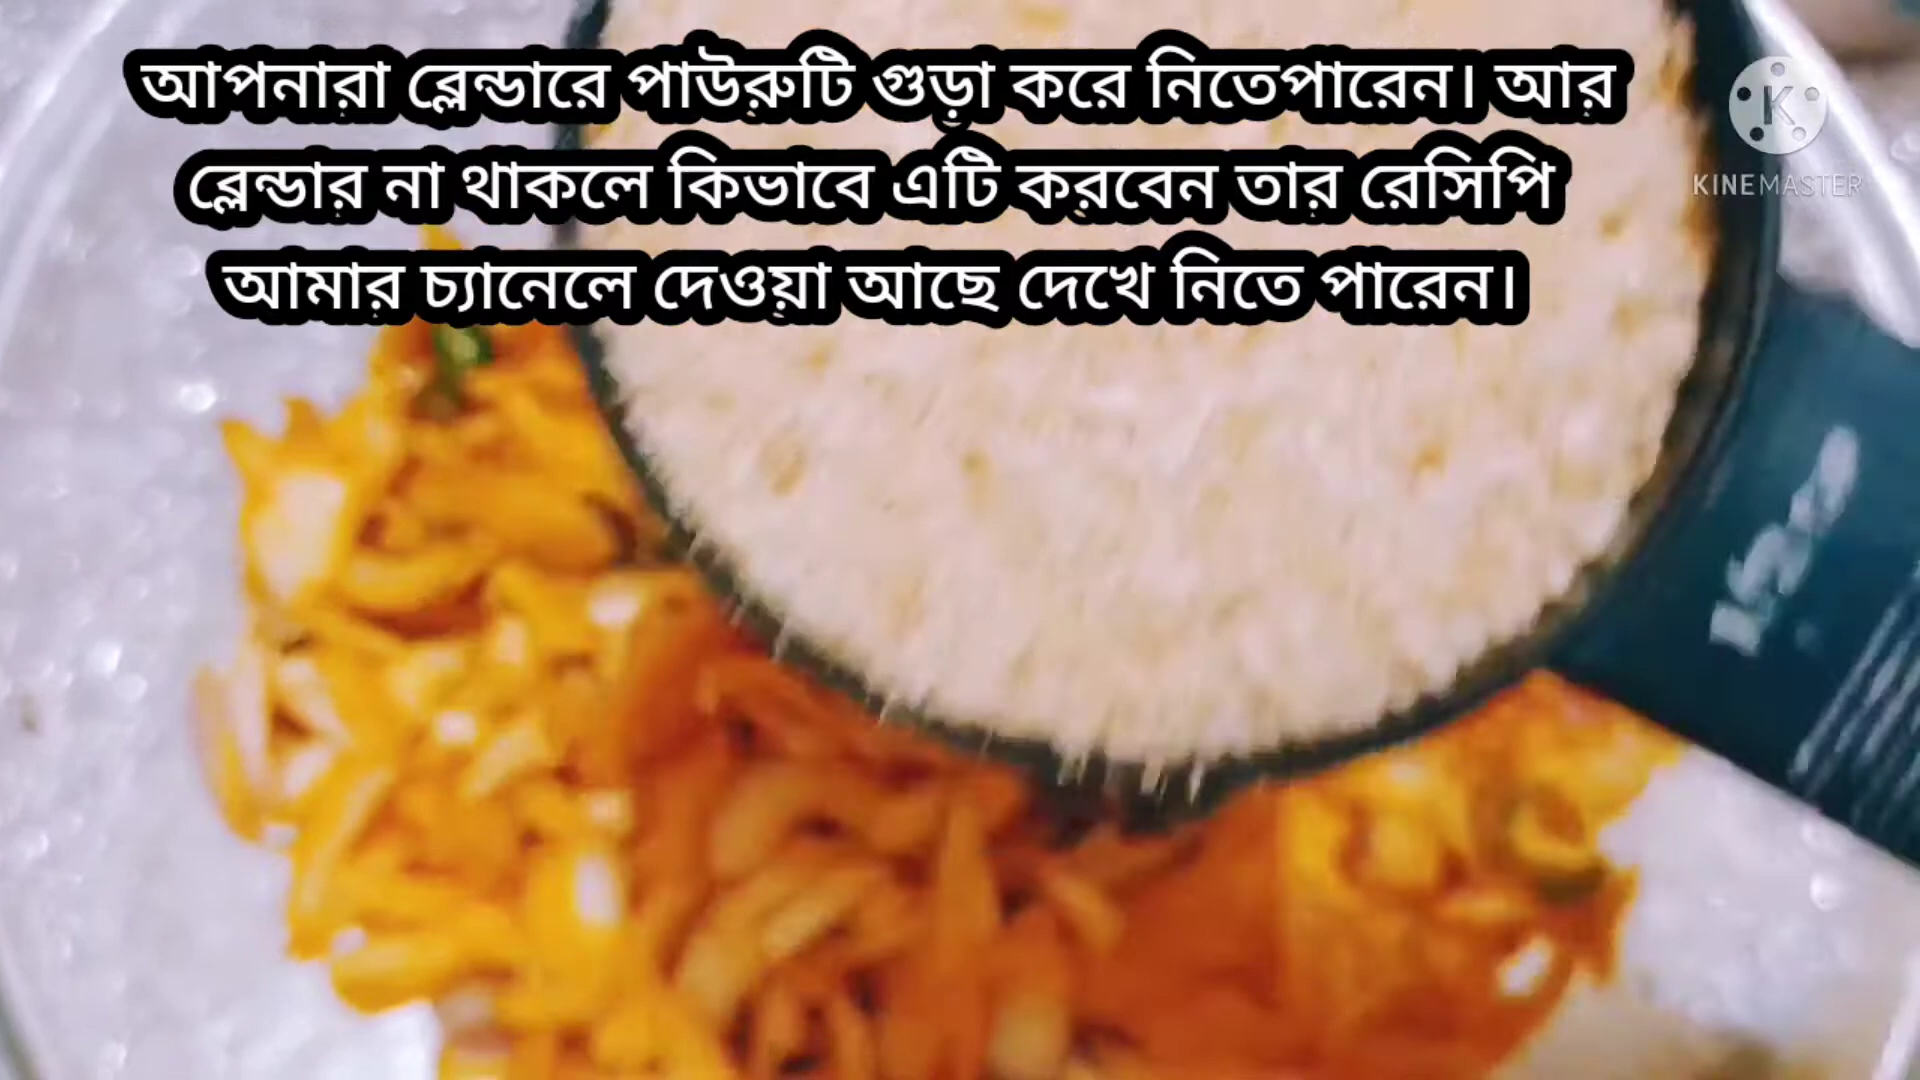 আপনারা ব্লেন্ডারে পাউরুটি গুড়া করে নিতেপারেন। আর
ব্লেন্ডার না থাকলে কিভাবে এটি করবেন তার রেসিপি
আমার চ্যানেলে দেওয়া আছে দেখে নিতে পারেন।
K
KINEMASTER